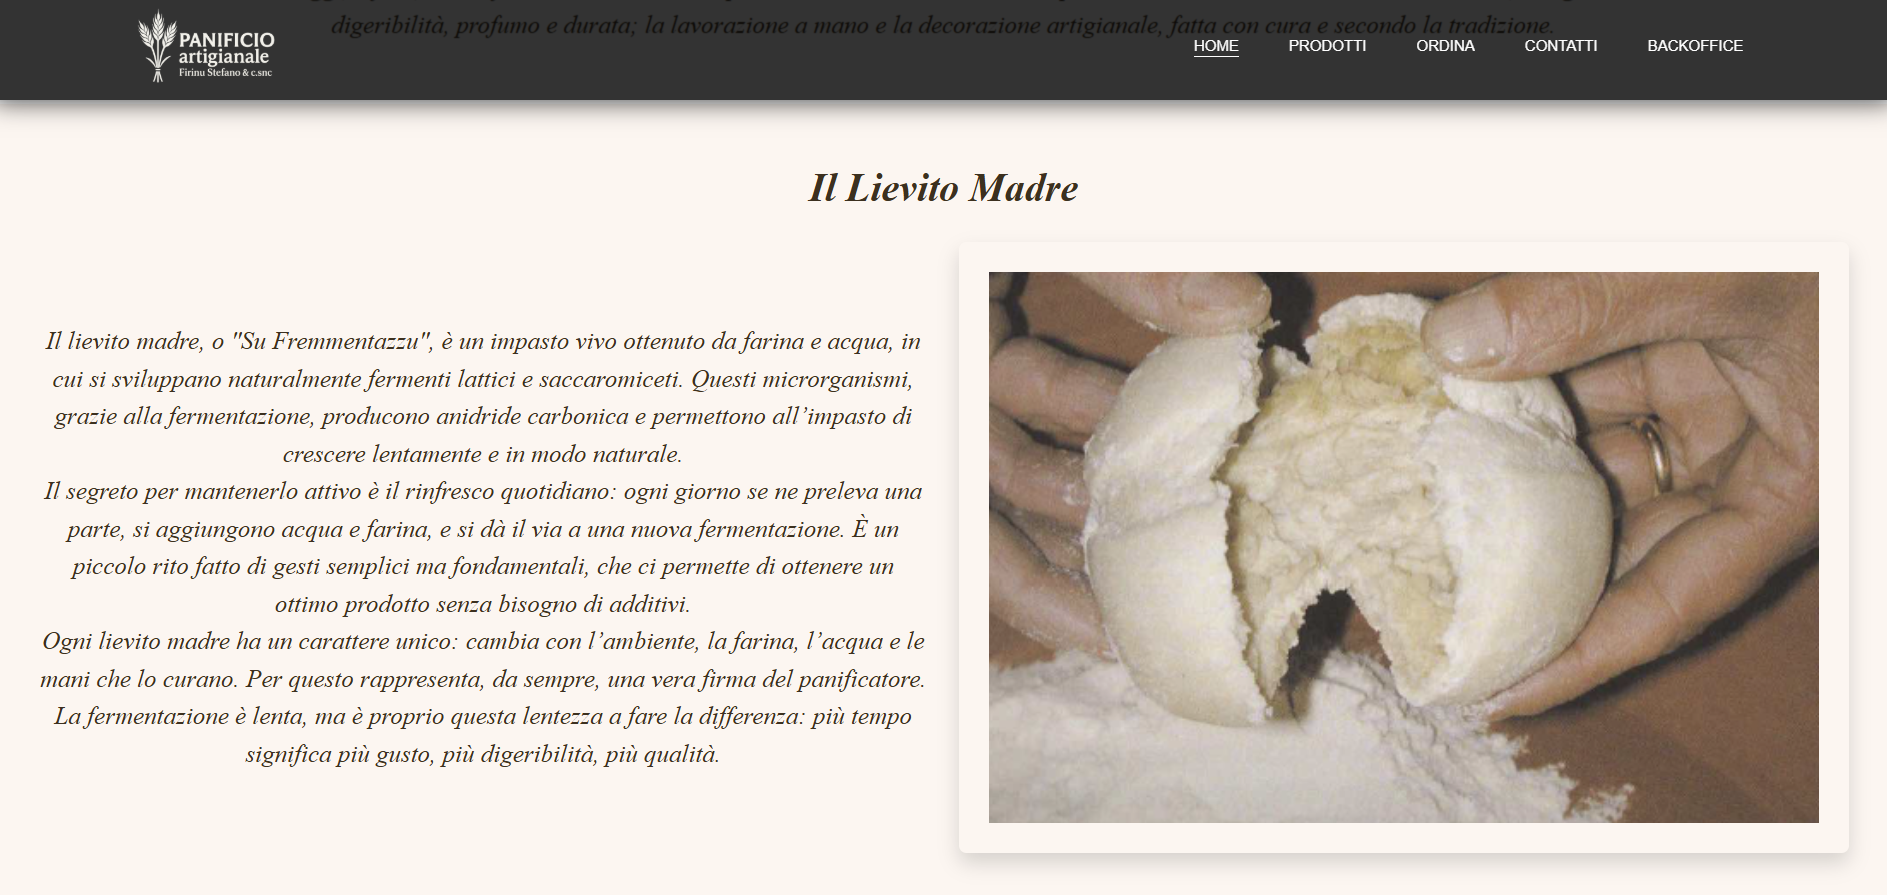 digeribilità, profumo e durata; la lavorazione a mano e la decorazione artigianale, fatta con cura e secondo la tradizione.
PANIFICIO
artigianale
Firinu Stefano & c.snc
HOME PRODOTTI ORDINA CONTATTI BACKOFFICE
Il Lievito Madre
Il lievito madre, o "Su Fremmentazzu", è un impasto vivo ottenuto da farina e acqua, in
cui si sviluppano naturalmente fermenti lattici e saccaromiceti. Questi microrganismi,
grazie alla fermentazione, producono anidride carbonica e permettono all’impasto di
crescere lentamente e in modo naturale.
Il segreto per mantenerlo attivo è il rinfresco quotidiano: ogni giorno se ne preleva una
parte, si aggiungono acqua e farina, e si dà il via a una nuova fermentazione. È un
piccolo rito fatto di gesti semplici ma fondamentali, che ci permette di ottenere un
ottimo prodotto senza bisogno di additivi.
Ogni lievito madre ha un carattere unico: cambia con l’ambiente, la farina, l’acqua e le
mani che lo curano. Per questo rappresenta, da sempre, una vera firma del panificatore.
La fermentazione è lenta, ma è proprio questa lentezza a fare la differenza: più tempo
significa più gusto, più digeribilità, più qualità.